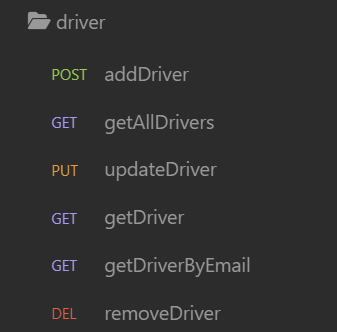 driver
POST addDriver
GET getAllDrivers
PUT updateDriver
GET getDriver
GET getDriverByEmail
DEL removeDriver